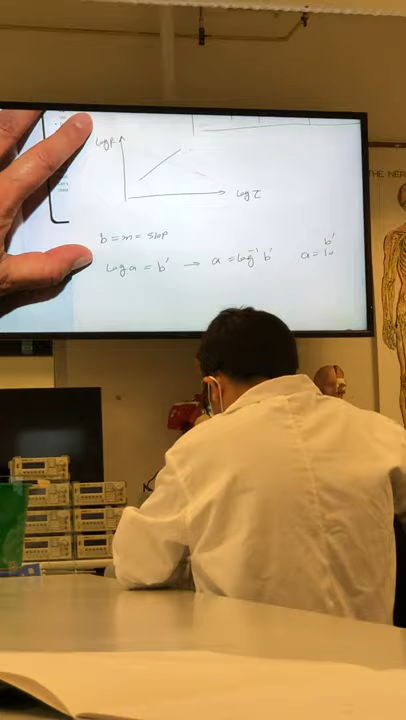 log R
log τ
b = m = slop
log a = b' → a = log⁻¹ b'    a = 10^b'
THE NER